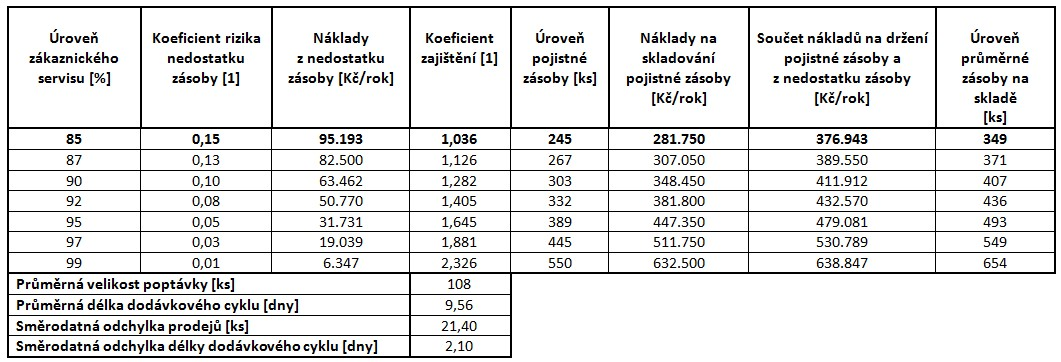 Úroveň zákaznického servisu [%] Koeficient rizika nedostatku zásoby [1] Náklady z nedostatku zásoby [Kč/rok] Koeficient zajištění [1] Úroveň pojistné zásoby [ks] Náklady na skladování pojistné zásoby [Kč/rok] Součet nákladů na držení pojistné zásoby a z nedostatku zásoby [Kč/rok] Úroveň průměrné zásoby na skladě [ks]
85 0,15 95.193 1,036 245 281.750 376.943 349
87 0,13 82.500 1,126 267 307.050 389.550 371
90 0,10 63.462 1,282 303 348.450 411.912 407
92 0,08 50.770 1,405 332 381.800 432.570 436
95 0,05 31.731 1,645 389 447.350 479.081 493
97 0,03 19.039 1,881 445 511.750 530.789 549
99 0,01 6.347 2,326 550 632.500 638.847 654
Průměrná velikost poptávky [ks] 108
Průměrná délka dodávkového cyklu [dny] 9,56
Směrodatná odchylka prodejů [ks] 21,40
Směrodatná odchylka délky dodávkového cyklu [dny] 2,10